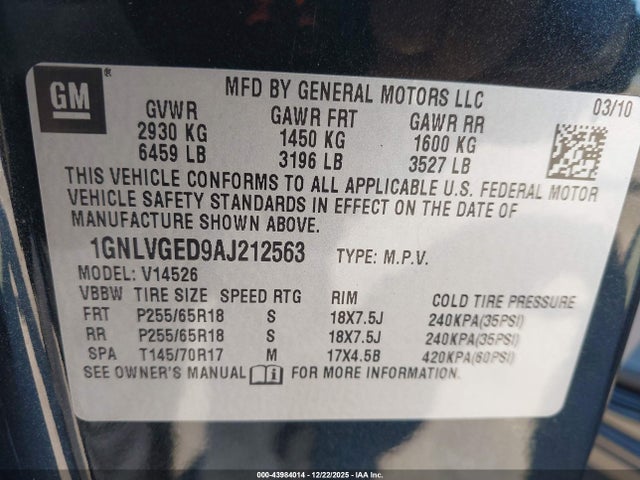 GM®
MFD BY GENERAL MOTORS LLC 03/10
GVWR GAWR FRT GAWR RR
2930 KG 1450 KG 1600 KG
6459 LB 3196 LB 3527 LB
THIS VEHICLE CONFORMS TO ALL APPLICABLE U.S. FEDERAL MOTOR
VEHICLE SAFETY STANDARDS IN EFFECT ON THE DATE OF
MANUFACTURE SHOWN ABOVE.
1GNLVGED9AJ212563 TYPE: M.P.V.
MODEL: V14526
VBBW TIRE SIZE SPEED RTG RIM COLD TIRE PRESSURE
FRT P255/65R18 S 18X7.5J 240KPA(35PSI)
RR P255/65R18 S 18X7.5J 240KPA(35PSI)
SPA T145/70R17 M 17X4.5B 420KPA(60PSI)
SEE OWNER'S MANUAL FOR MORE INFORMATION.
000-43984014 - 12/22/2025 - IAA Inc.